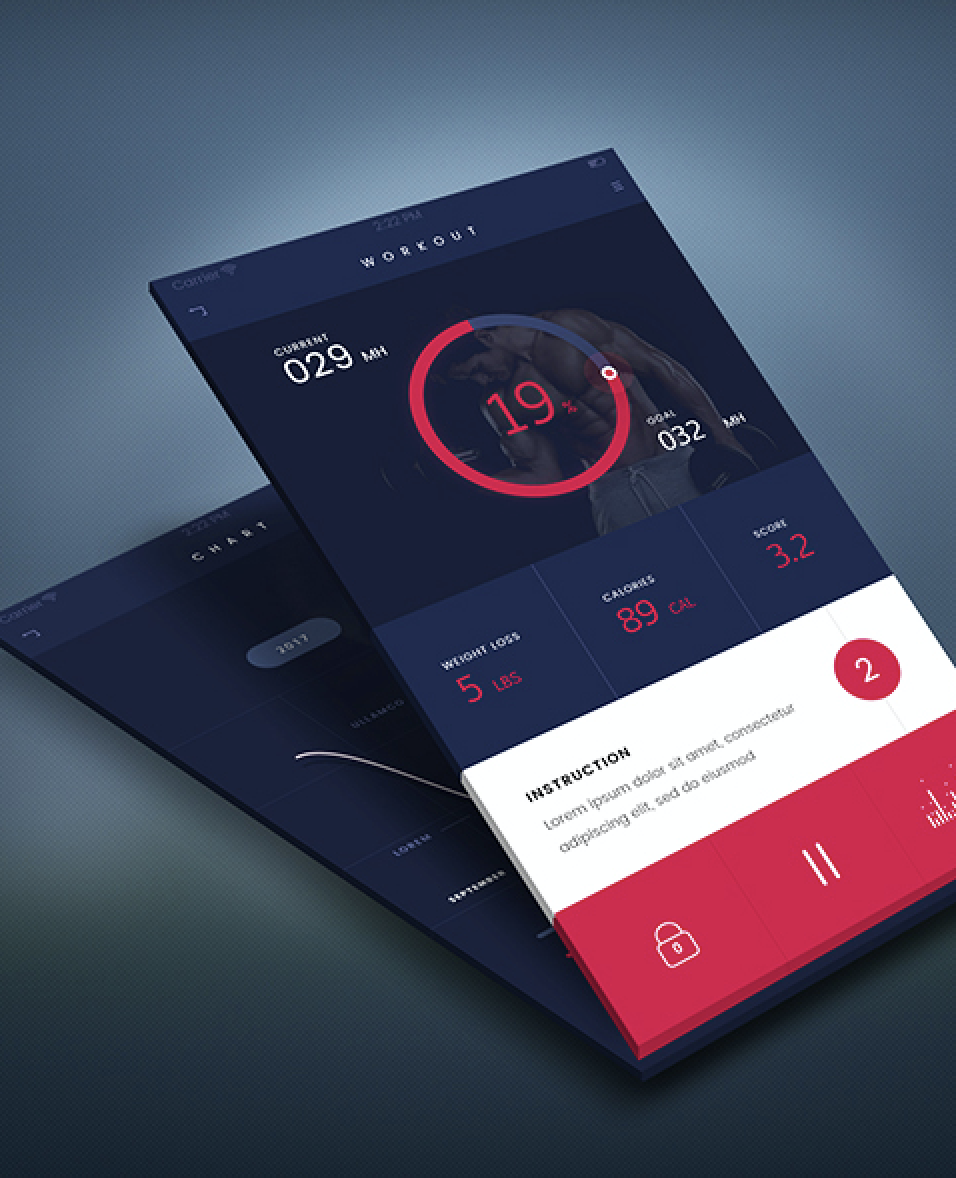 Carrier
2:22 PM
WORKOUT
CURRENT
029 MH
19 %
GOAL
032 MH
WEIGHT LOSS
5 LBS
CALORIES
89 CAL
SCORE
3.2
INSTRUCTION
Lorem ipsum dolor sit amet, consectetur
adipiscing elit, sed do eiusmod
2
Carrier
2:22 PM
CHART
2017
ULLAMCO
LOREM
SEPTEMBER